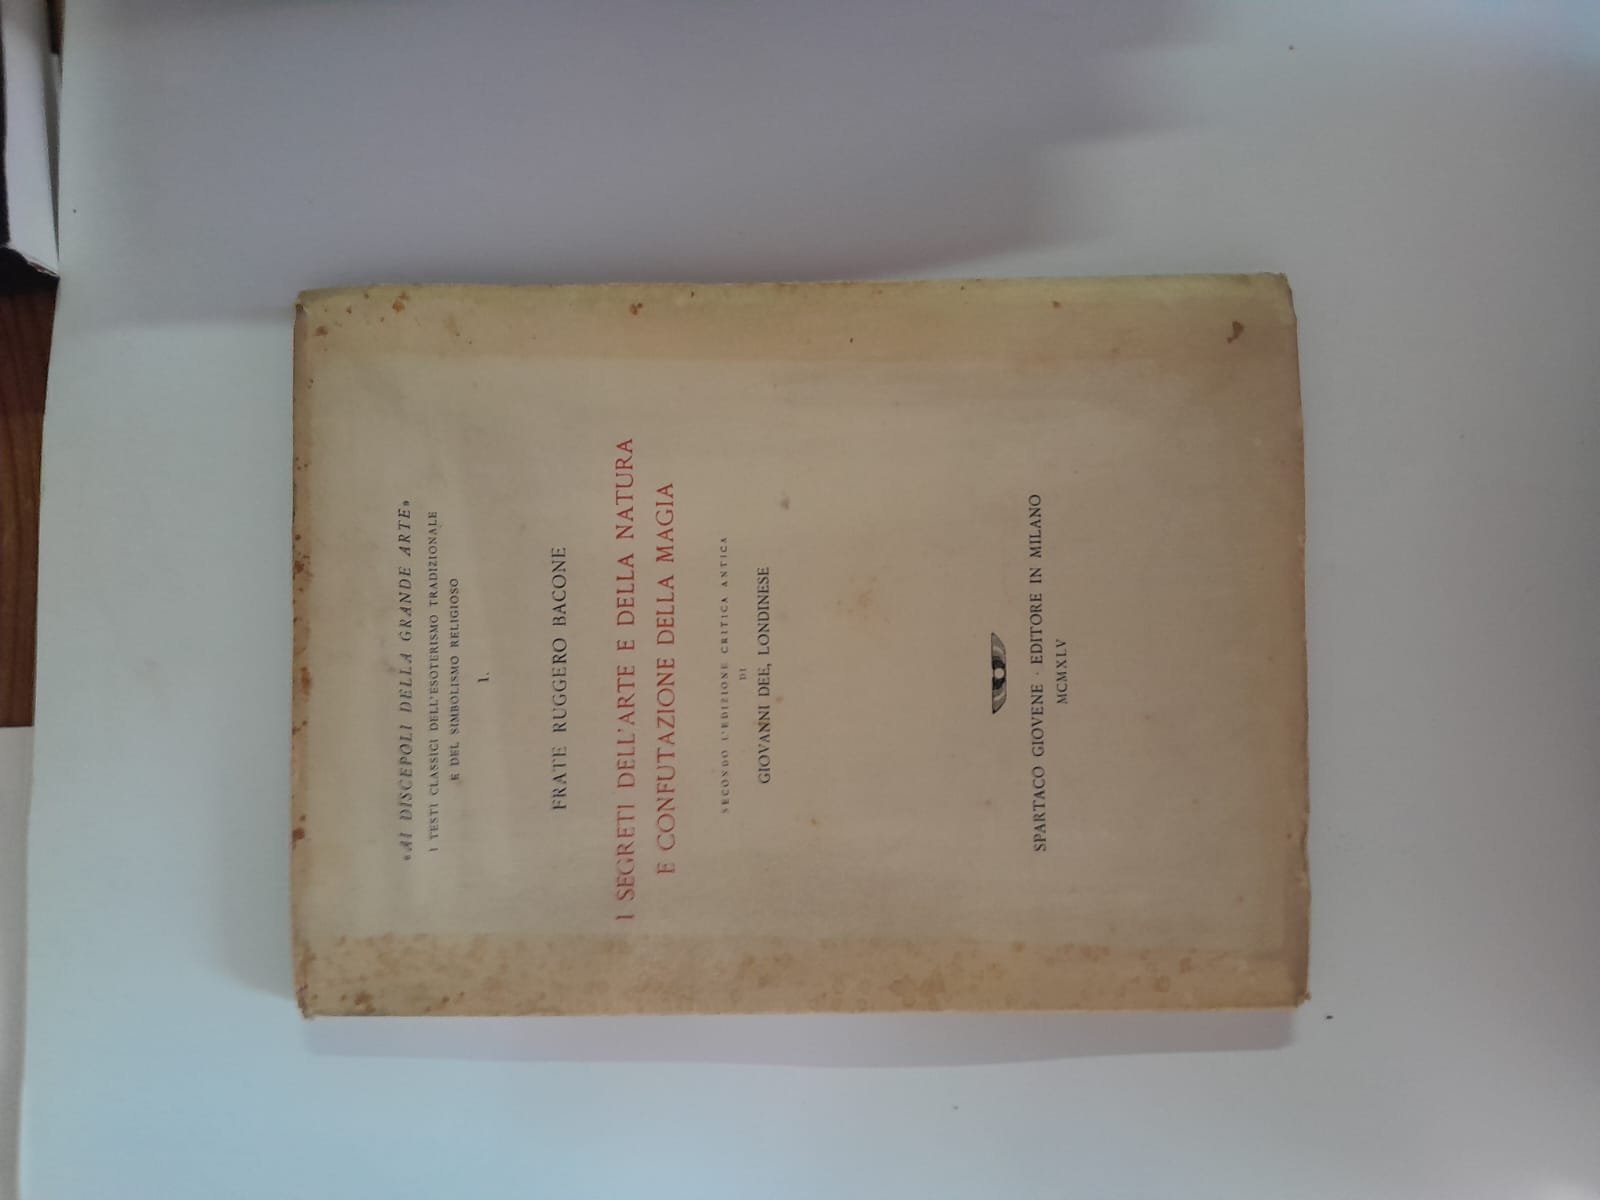 «AI DISCEPOLI DELLA GRANDE ARTE»
I TESTI CLASSICI DELL'ESOTERISMO TRADIZIONALE
E DEL SIMBOLISMO RELIGIOSO
1.
FRATE RUGGERO BACONE
I SEGRETI DELL'ARTE E DELLA NATURA
E CONFUTAZIONE DELLA MAGIA
SECONDO L'EDIZIONE CRITICA ANTICA
DI
GIOVANNI DEE, LONDINESE
SPARTACO GIOVENE · EDITORE IN MILANO
MCMXLV